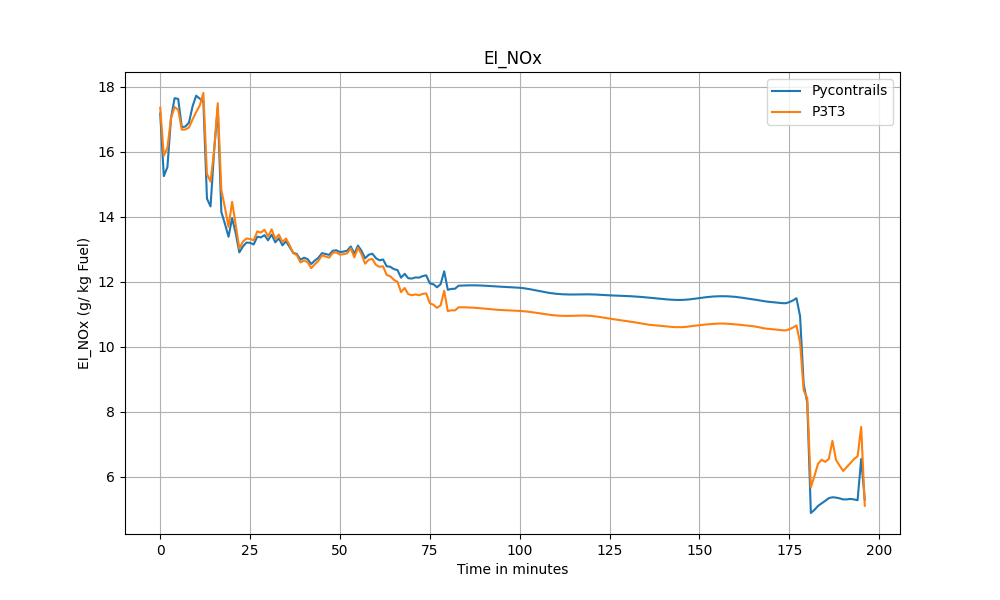 EI_NOx
Pycontrails
P3T3
18
16
14
12
10
8
6
EI_NOx (g/ kg Fuel)
0 25 50 75 100 125 150 175 200
Time in minutes